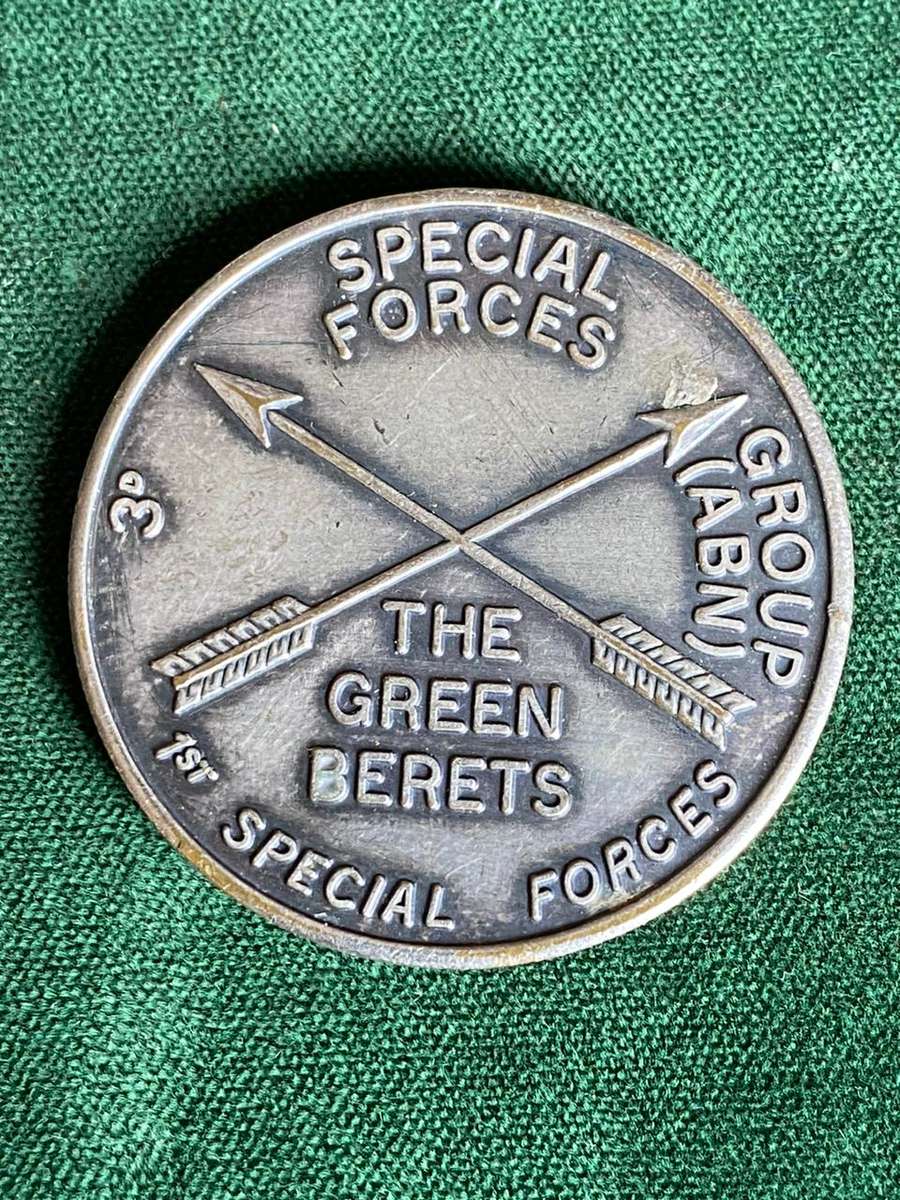 SPECIAL
FORCES
3D
GROUP
(ABN)
THE
GREEN
BERETS
1ST SPECIAL FORCES